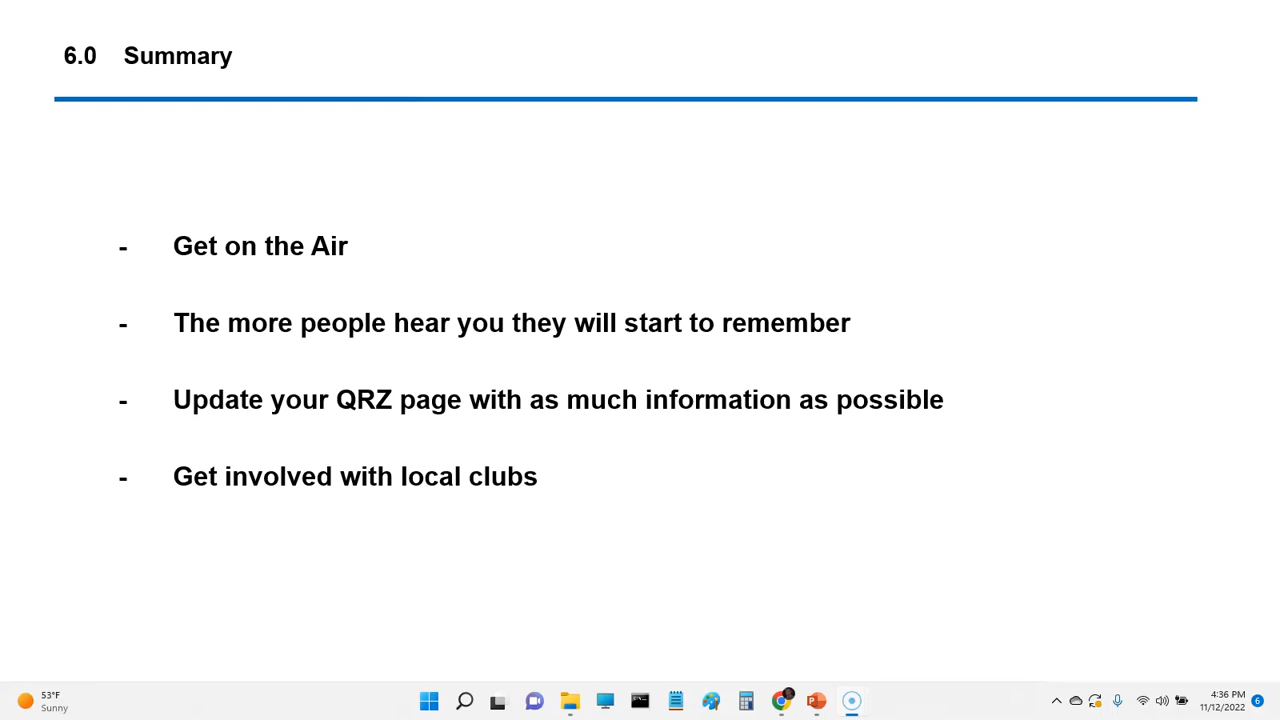 6.0 Summary
- Get on the Air
- The more people hear you they will start to remember
- Update your QRZ page with as much information as possible
- Get involved with local clubs
53°F
Sunny
4:36 PM
11/12/2022
6